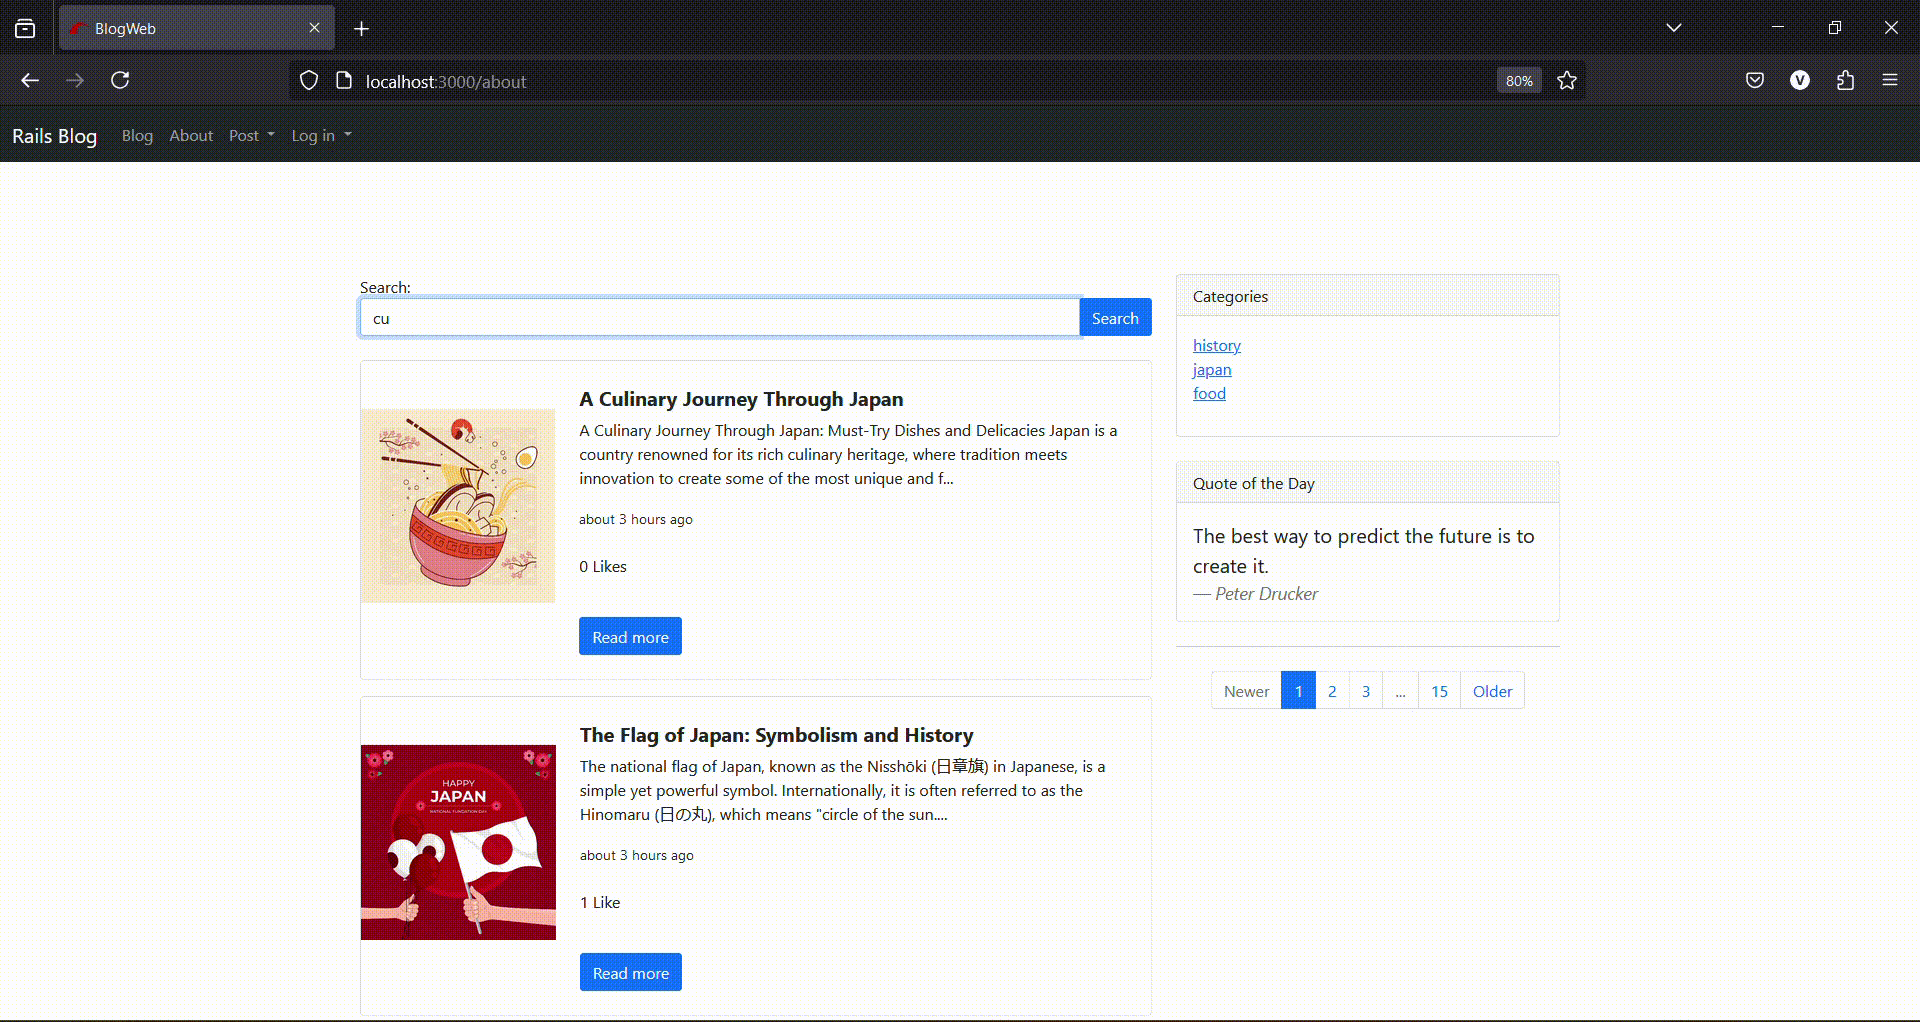 BlogWeb
localhost:3000/about
80%
V
Rails Blog Blog About Post Log in
Search:
cu
Search
A Culinary Journey Through Japan
A Culinary Journey Through Japan: Must-Try Dishes and Delicacies Japan is a
country renowned for its rich culinary heritage, where tradition meets
innovation to create some of the most unique and f...
about 3 hours ago
0 Likes
Read more
HAPPY
JAPAN
NATIONAL FUNDATION DAY
The Flag of Japan: Symbolism and History
The national flag of Japan, known as the Nisshōki (日章旗) in Japanese, is a
simple yet powerful symbol. Internationally, it is often referred to as the
Hinomaru (日の丸), which means "circle of the sun....
about 3 hours ago
1 Like
Read more
Categories
history
japan
food
Quote of the Day
The best way to predict the future is to
create it.
— Peter Drucker
Newer 1 2 3 ... 15 Older